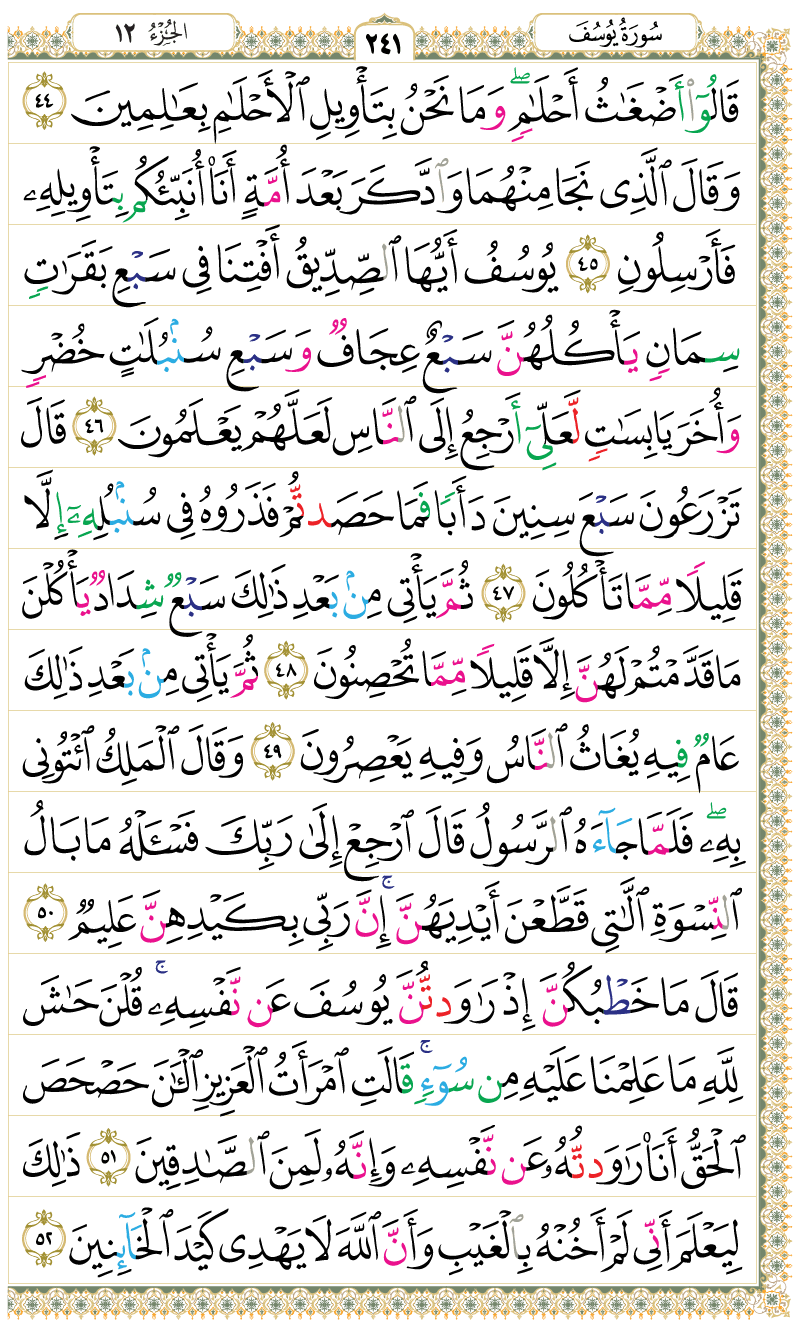 سُورَةُ يُوسُفَ
٢٤١
الجُزْءُ ١٢
قَالُوٓا۟ أَضْغَـٰثُ أَحْلَـٰمٍۢ ۖ وَمَا نَحْنُ بِتَأْوِيلِ ٱلْأَحْلَـٰمِ بِعَـٰلِمِينَ ٤٤
وَقَالَ ٱلَّذِى نَجَا مِنْهُمَا وَٱدَّكَرَ بَعْدَ أُمَّةٍ أَنَا۠ أُنَبِّئُكُم بِتَأْوِيلِهِۦ
فَأَرْسِلُونِ ٤٥ يُوسُفُ أَيُّهَا ٱلصِّدِّيقُ أَفْتِنَا فِى سَبْعِ بَقَرَٰتٍۢ
سِمَانٍۢ يَأْكُلُهُنَّ سَبْعٌ عِجَافٌۭ وَسَبْعِ سُنۢبُلَـٰتٍ خُضْرٍۢ
وَأُخَرَ يَابِسَـٰتٍۢ لَّعَلِّىٓ أَرْجِعُ إِلَى ٱلنَّاسِ لَعَلَّهُمْ يَعْلَمُونَ ٤٦ قَالَ
تَزْرَعُونَ سَبْعَ سِنِينَ دَأَبًۭا فَمَا حَصَدتُّمْ فَذَرُوهُ فِى سُنۢبُلِهِۦٓ إِلَّا
قَلِيلًۭا مِّمَّا تَأْكُلُونَ ٤٧ ثُمَّ يَأْتِى مِنۢ بَعْدِ ذَٰلِكَ سَبْعٌۭ شِدَادٌۭ يَأْكُلْنَ
مَا قَدَّمْتُمْ لَهُنَّ إِلَّا قَلِيلًۭا مِّمَّا تُحْصِنُونَ ٤٨ ثُمَّ يَأْتِى مِنۢ بَعْدِ ذَٰلِكَ
عَامٌۭ فِيهِ يُغَاثُ ٱلنَّاسُ وَفِيهِ يَعْصِرُونَ ٤٩ وَقَالَ ٱلْمَلِكُ ٱئْتُونِى
بِهِۦ ۖ فَلَمَّا جَآءَهُ ٱلرَّسُولُ قَالَ ٱرْجِعْ إِلَىٰ رَبِّكَ فَسْـَٔلْهُ مَا بَالُ
ٱلنِّسْوَةِ ٱلَّـٰتِى قَطَّعْنَ أَيْدِيَهُنَّ ۚ إِنَّ رَبِّى بِكَيْدِهِنَّ عَلِيمٌۭ ٥٠
قَالَ مَا خَطْبُكُنَّ إِذْ رَٰوَدتُّنَّ يُوسُفَ عَن نَّفْسِهِۦ ۚ قُلْنَ حَـٰشَ
لِلَّهِ مَا عَلِمْنَا عَلَيْهِ مِن سُوٓءٍۢ ۚ قَالَتِ ٱمْرَأَتُ ٱلْعَزِيزِ ٱلْـَٔـٰنَ حَصْحَصَ
ٱلْحَقُّ أَنَا۠ رَٰوَدتُّهُۥ عَن نَّفْسِهِۦ وَإِنَّهُۥ لَمِنَ ٱلصَّـٰدِقِينَ ٥١ ذَٰلِكَ
لِيَعْلَمَ أَنِّى لَمْ أَخُنْهُ بِٱلْغَيْبِ وَأَنَّ ٱللَّهَ لَا يَهْدِى كَيْدَ ٱلْخَآئِنِينَ ٥٢